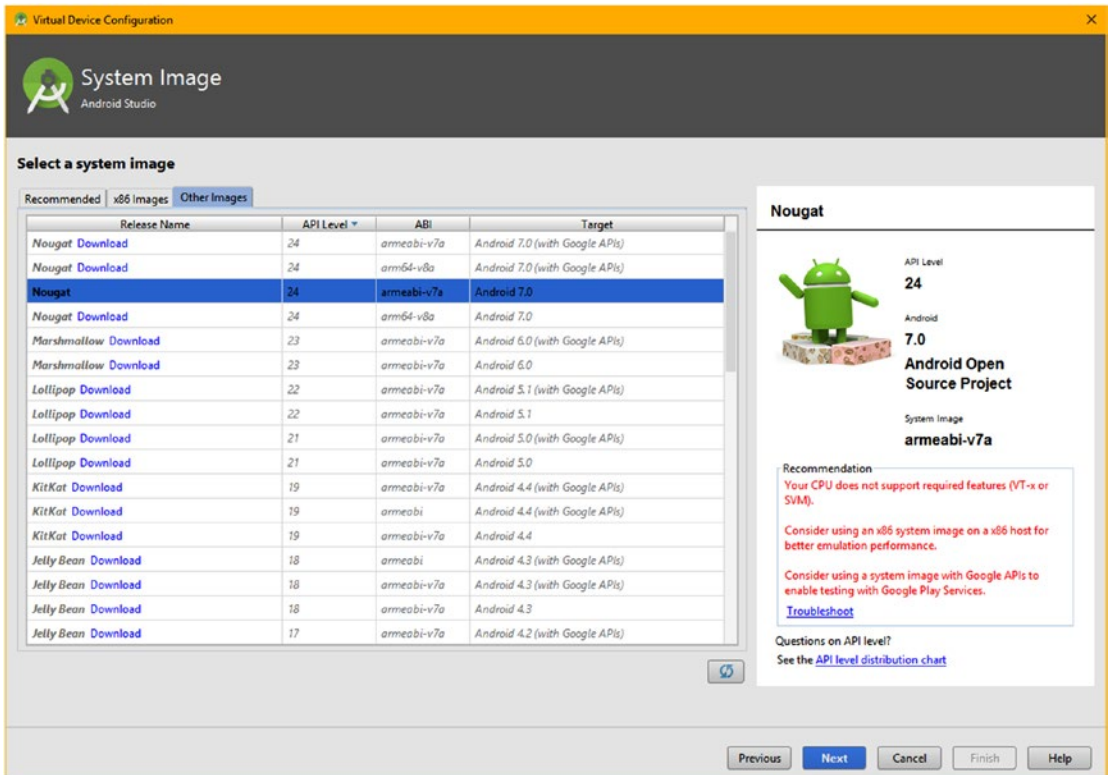 Virtual Device Configuration
System Image
Android Studio
Select a system image
Recommended x86 Images Other Images
Release Name API Level ABI Target
Nougat Download 24 armeabi-v7a Android 7.0 (with Google APIs)
Nougat Download 24 arm64-v8a Android 7.0 (with Google APIs)
Nougat 24 armeabi-v7a Android 7.0
Nougat Download 24 arm64-v8a Android 7.0
Marshmallow Download 23 armeabi-v7a Android 6.0 (with Google APIs)
Marshmallow Download 23 armeabi-v7a Android 6.0
Lollipop Download 22 armeabi-v7a Android 5.1 (with Google APIs)
Lollipop Download 22 armeabi-v7a Android 5.1
Lollipop Download 21 armeabi-v7a Android 5.0 (with Google APIs)
Lollipop Download 21 armeabi-v7a Android 5.0
KitKat Download 19 armeabi-v7a Android 4.4 (with Google APIs)
KitKat Download 19 armeabi Android 4.4 (with Google APIs)
KitKat Download 19 armeabi-v7a Android 4.4
Jelly Bean Download 18 armeabi Android 4.3 (with Google APIs)
Jelly Bean Download 18 armeabi-v7a Android 4.3 (with Google APIs)
Jelly Bean Download 18 armeabi-v7a Android 4.3
Jelly Bean Download 17 armeabi-v7a Android 4.2 (with Google APIs)
Nougat
API Level
24
Android
7.0
Android Open
Source Project
System Image
armeabi-v7a
Recommendation
Your CPU does not support required features (VT-x or
SVM).
Consider using an x86 system image on a x86 host for
better emulation performance.
Consider using a system image with Google APIs to
enable testing with Google Play Services.
Troubleshoot
Questions on API level?
See the API level distribution chart
Previous Next Cancel Finish Help